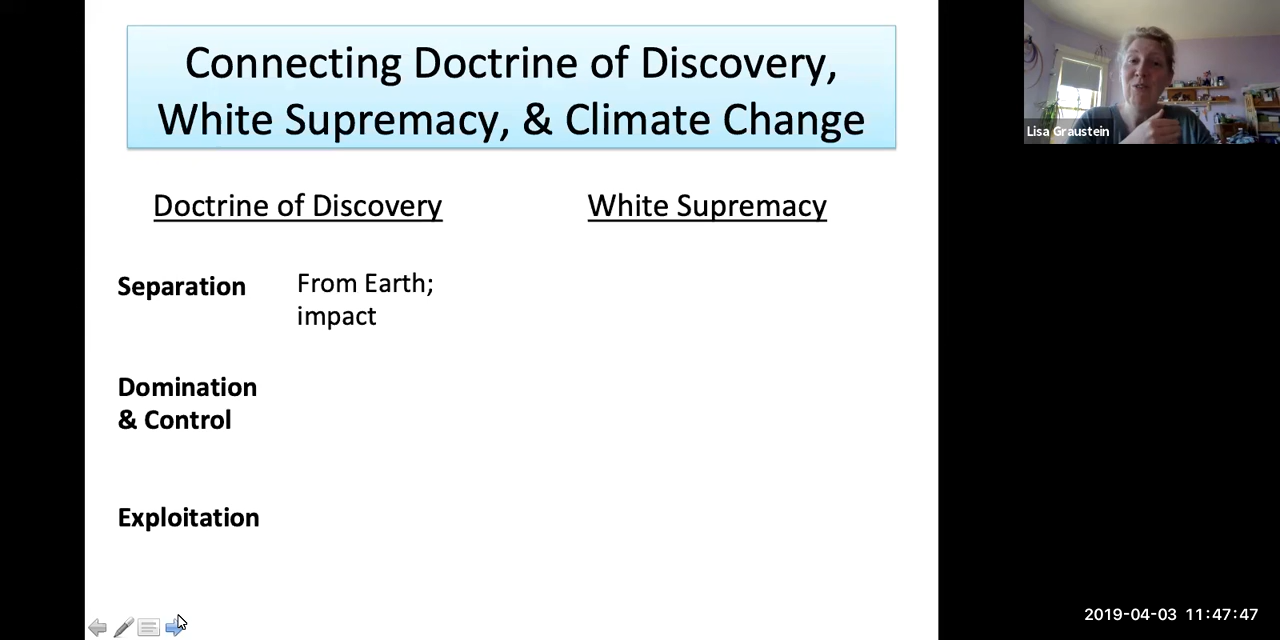 Connecting Doctrine of Discovery,
White Supremacy, & Climate Change
Doctrine of Discovery
White Supremacy
Separation
From Earth;
impact
Domination
& Control
Exploitation
Lisa Graustein
2019-04-03 11:47:47